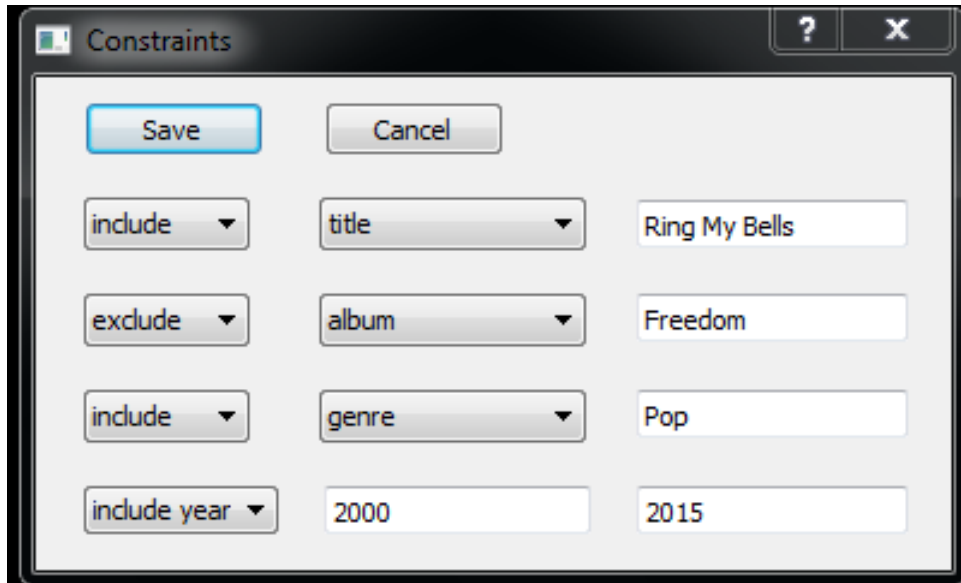 Constraints ? X
Save Cancel
include title Ring My Bells
exclude album Freedom
include genre Pop
include year 2000 2015